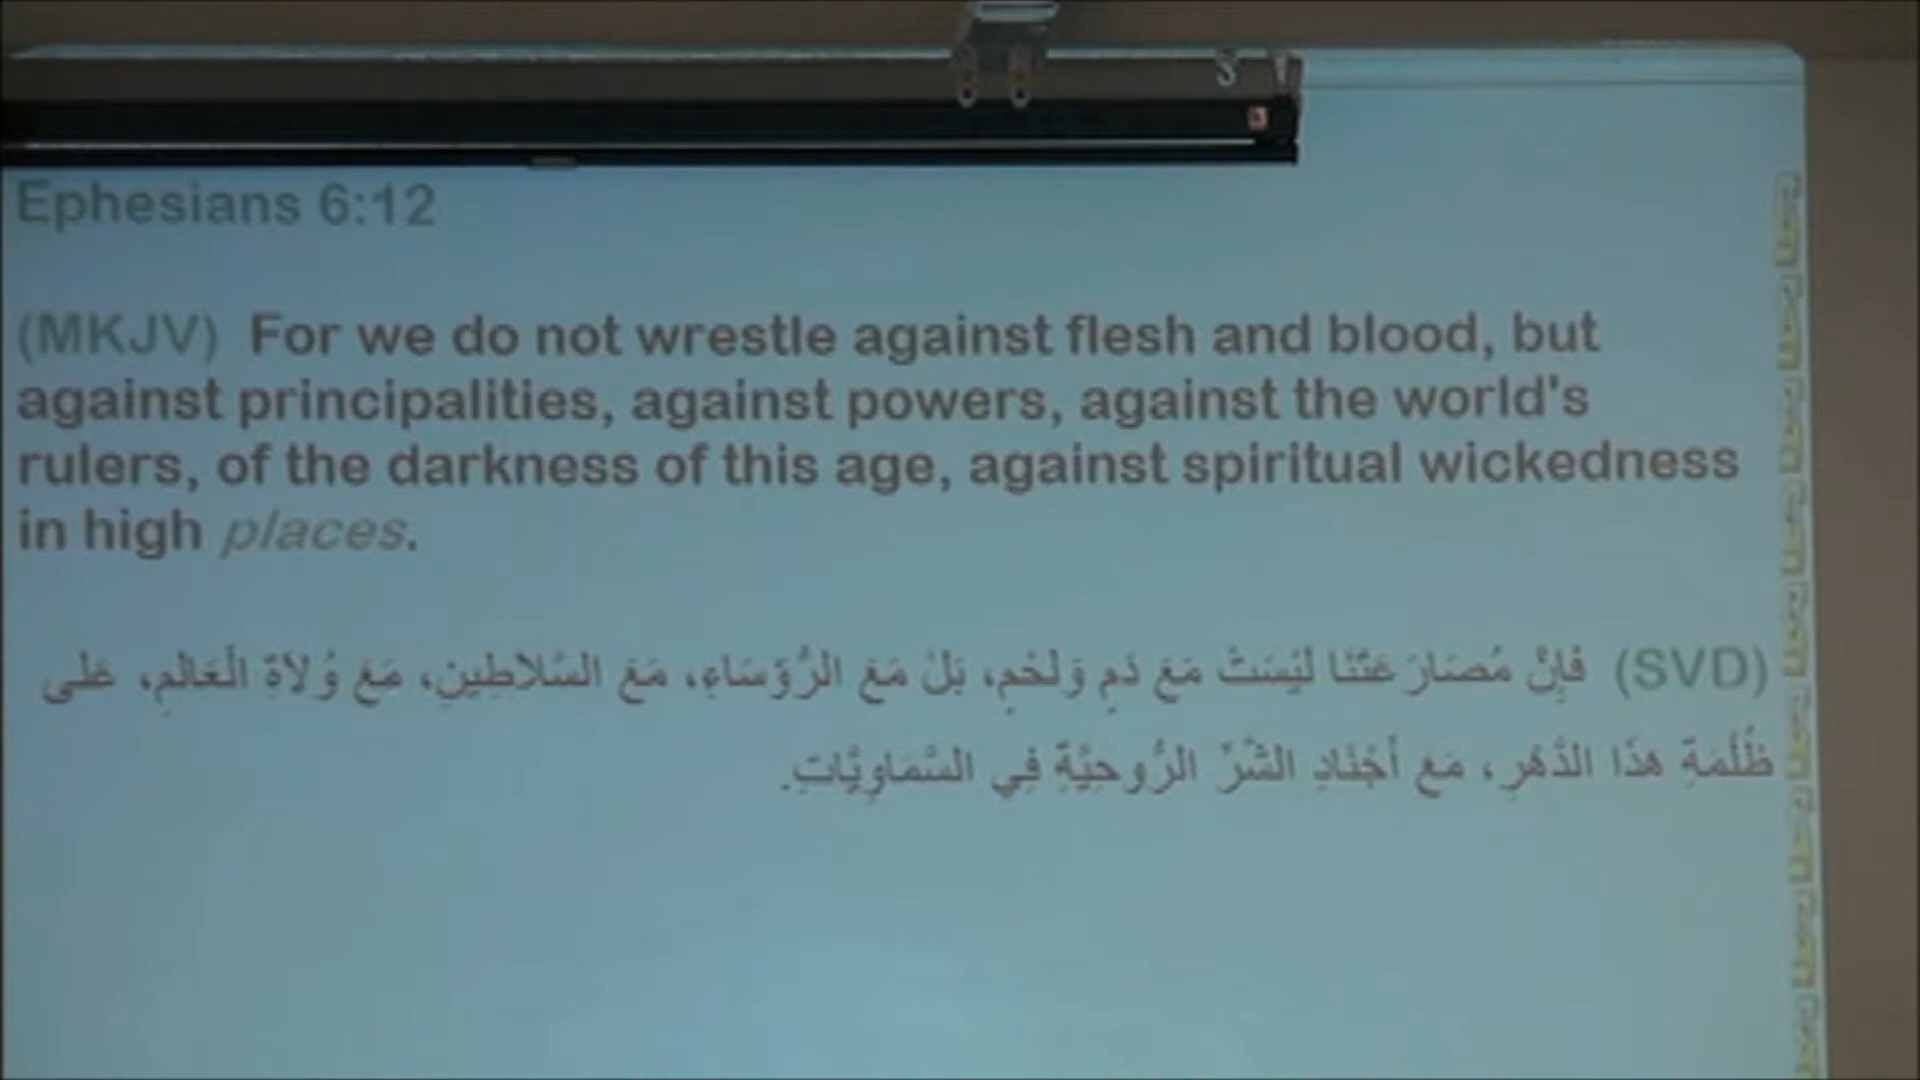 Ephesians 6:12
(MKJV) For we do not wrestle against flesh and blood, but
against principalities, against powers, against the world's
rulers, of the darkness of this age, against spiritual wickedness
in high places.
(SVD) فَإِنَّ مُصَارَعَتَنَا لَيْسَتْ مَعَ دَمٍ وَلَحْمٍ، بَلْ مَعَ الرُّؤَسَاءِ، مَعَ السَّلاَطِينِ، مَعَ وُلاَةِ الْعَالَمِ، عَلَى
ظُلْمَةِ هذَا الدَّهْرِ، مَعَ أَجْنَادِ الشَّرِّ الرُّوحِيَّةِ فِي السَّمَاوِيَّاتِ.